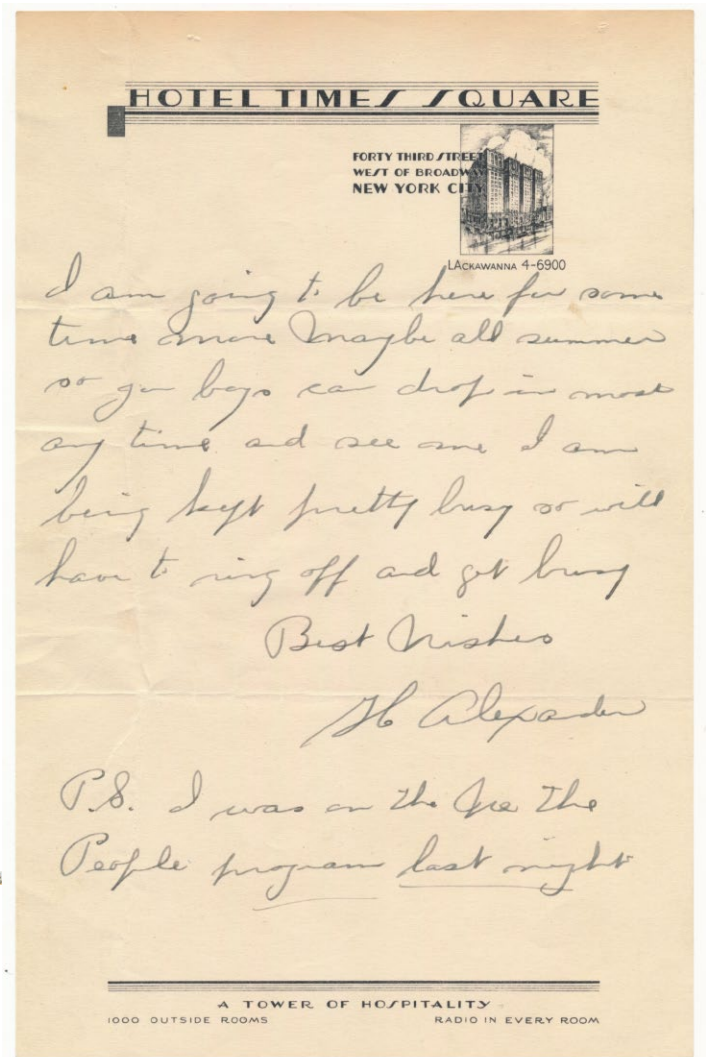 HOTEL TIMES SQUARE
FORTY THIRD STREET
WEST OF BROADWAY
NEW YORK CITY
LACKAWANNA 4-6900
I am going to be here for some
time more Maybe all summer
so you boys can drop in most
any time and see me I am
being kept pretty busy so will
have to ring off and get busy
Best Wishes
Alexander
P.S. I was on the We The
People program last night
A TOWER OF HOSPITALITY
1000 OUTSIDE ROOMS
RADIO IN EVERY ROOM